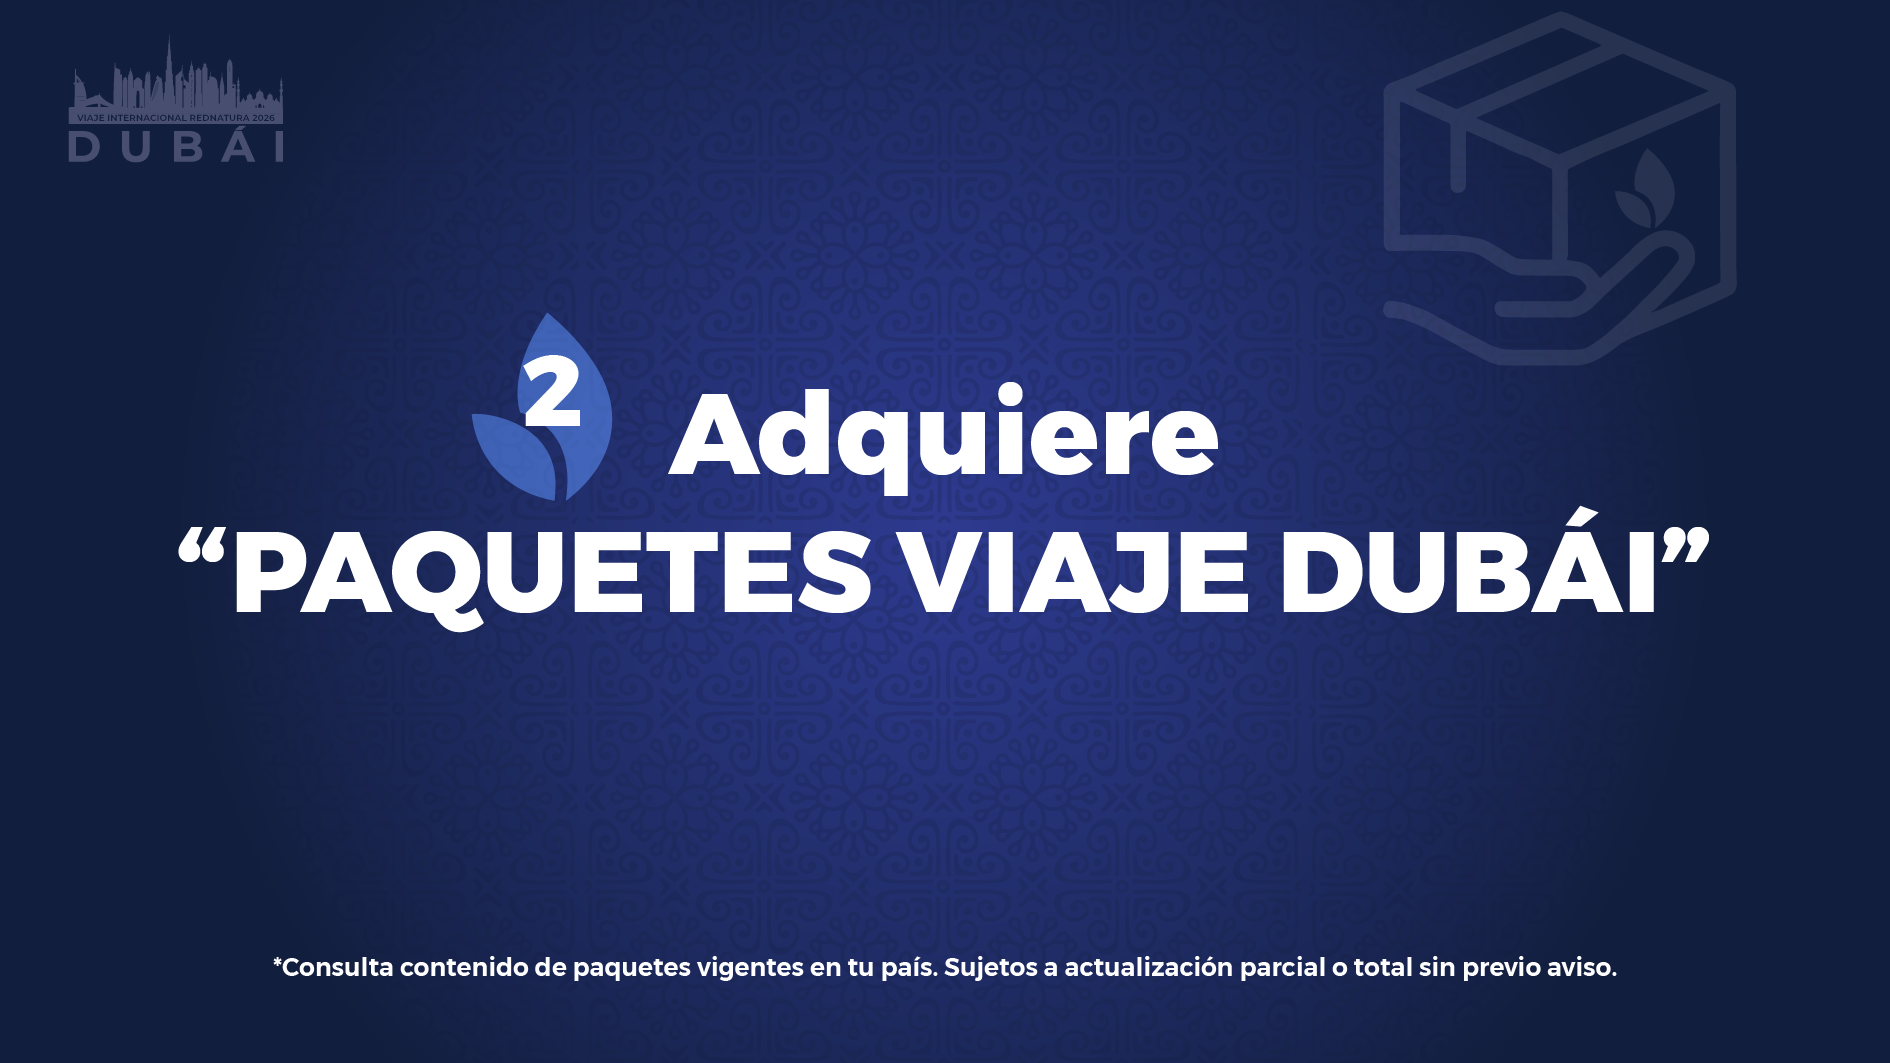 VIAJE INTERNACIONAL REDNATURA 2026
DUBÁI
2 Adquiere
“PAQUETES VIAJE DUBÁI”
*Consulta contenido de paquetes vigentes en tu país. Sujetos a actualización parcial o total sin previo aviso.